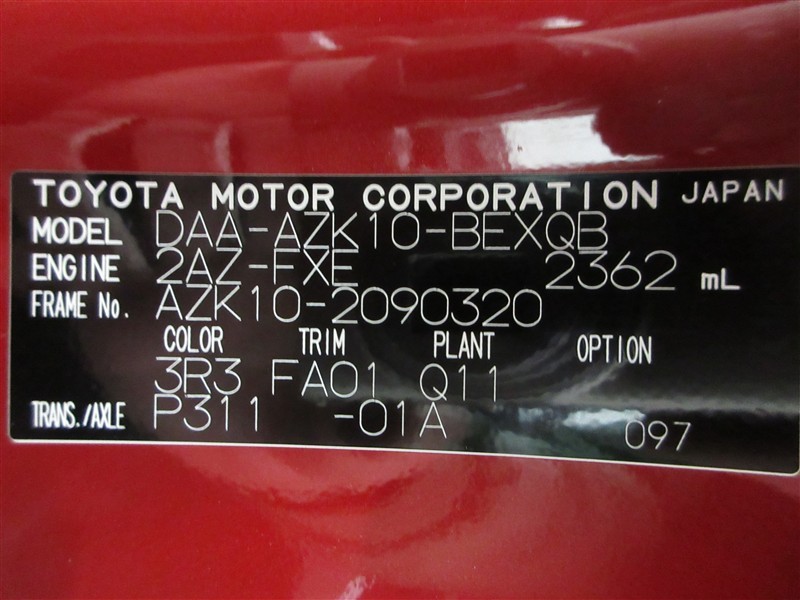 TOYOTA MOTOR CORPORATION JAPAN
MODEL DAA-AZK10-BEXQB
ENGINE 2AZ-FXE 2362 mL
FRAME No. AZK10-2090320
COLOR TRIM PLANT OPTION
3R3 FA01 Q11
TRANS./AXLE P311 -01A 097